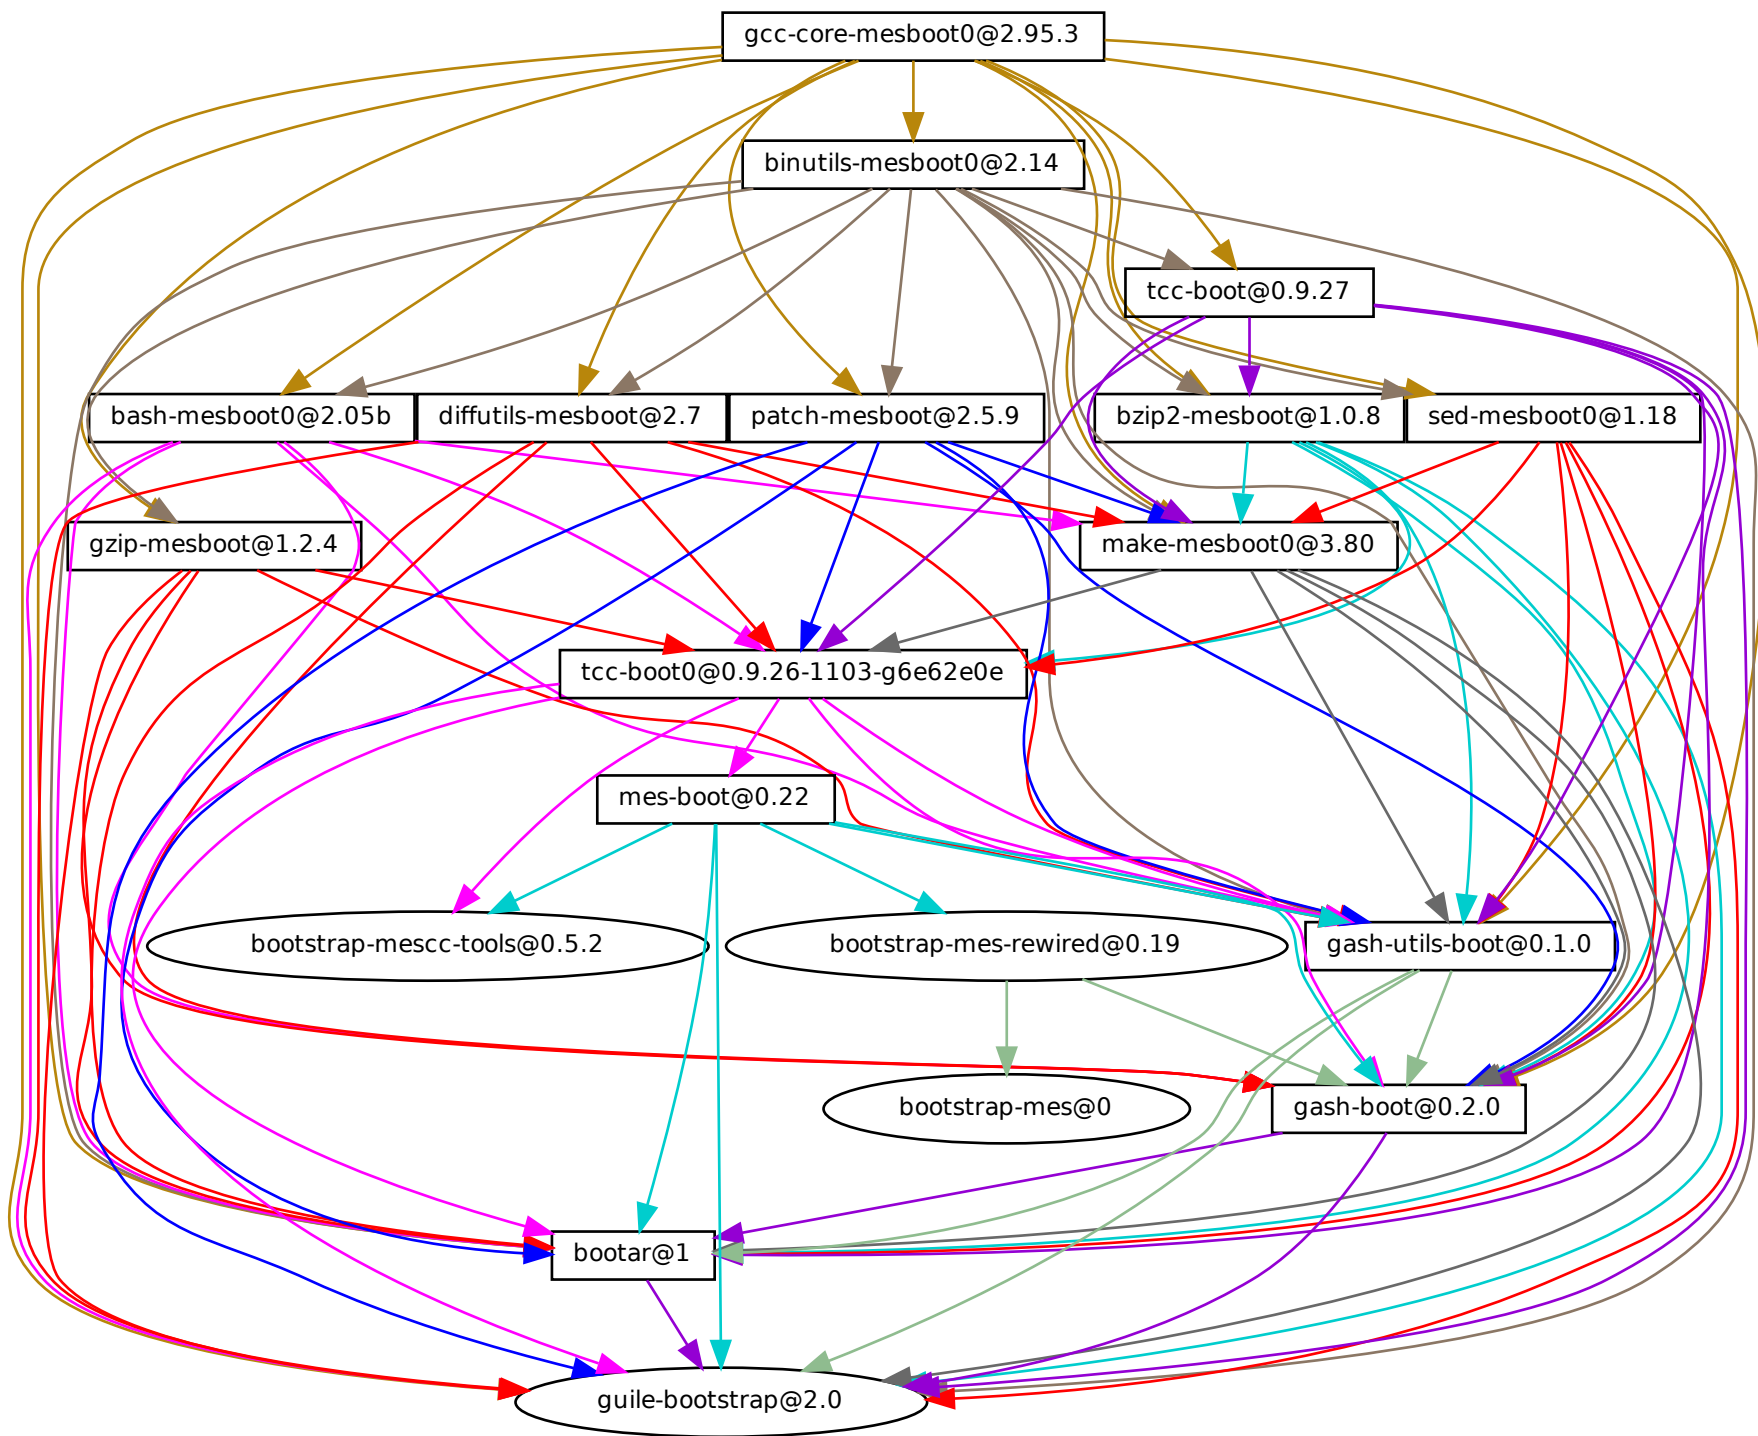 gcc-core-mesboot0@2.95.3
binutils-mesboot0@2.14
tcc-boot@0.9.27
bash-mesboot0@2.05b
diffutils-mesboot@2.7
patch-mesboot@2.5.9
bzip2-mesboot@1.0.8
sed-mesboot0@1.18
gzip-mesboot@1.2.4
make-mesboot0@3.80
tcc-boot0@0.9.26-1103-g6e62e0e
mes-boot@0.22
bootstrap-mescc-tools@0.5.2
bootstrap-mes-rewired@0.19
gash-utils-boot@0.1.0
bootstrap-mes@0
gash-boot@0.2.0
bootar@1
guile-bootstrap@2.0